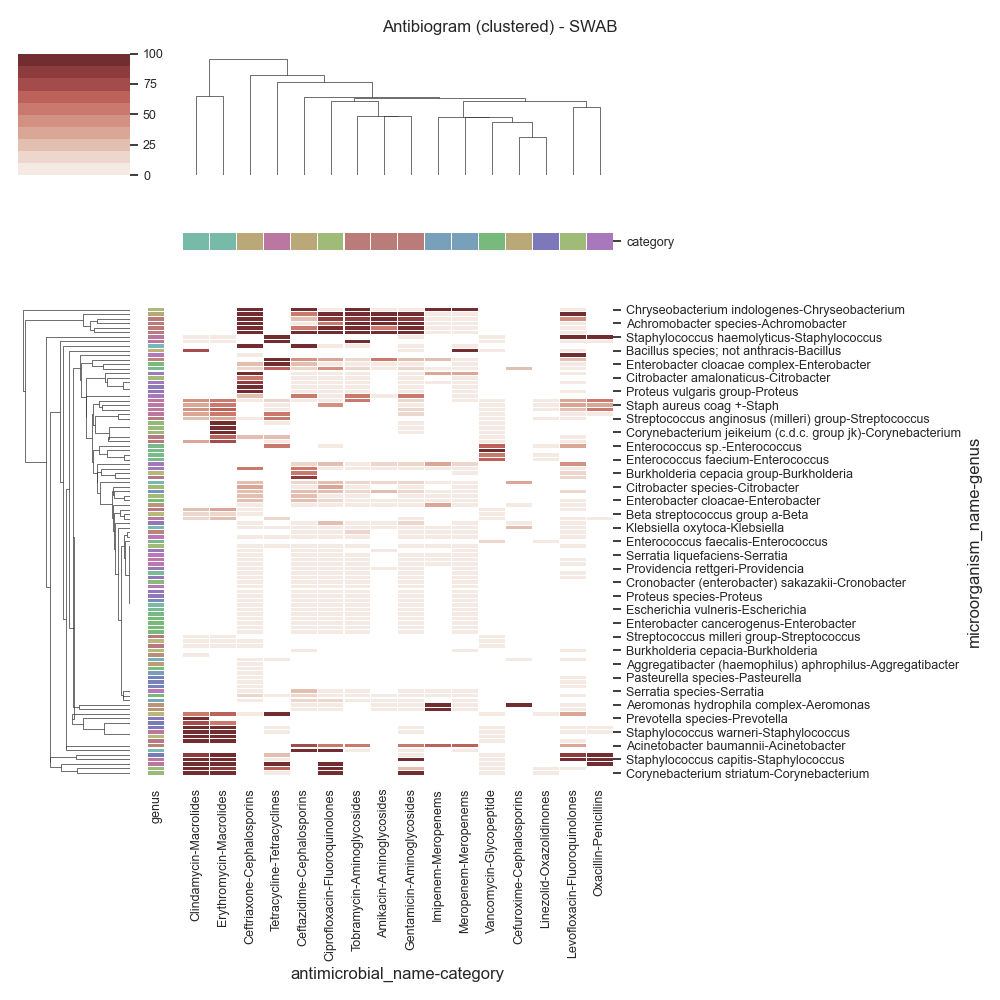 Antibiogram (clustered) - SWAB
100
75
50
25
0
category
Chryseobacterium indologenes-Chryseobacterium
Achromobacter species-Achromobacter
Staphylococcus haemolyticus-Staphylococcus
Bacillus species; not anthracis-Bacillus
Enterobacter cloacae complex-Enterobacter
Citrobacter amalonaticus-Citrobacter
Proteus vulgaris group-Proteus
Staph aureus coag +-Staph
Streptococcus anginosus (milleri) group-Streptococcus
Corynebacterium jeikeium (c.d.c. group jk)-Corynebacterium
Enterococcus sp.-Enterococcus
Enterococcus faecium-Enterococcus
Burkholderia cepacia group-Burkholderia
Citrobacter species-Citrobacter
Enterobacter cloacae-Enterobacter
Beta streptococcus group a-Beta
Klebsiella oxytoca-Klebsiella
Enterococcus faecalis-Enterococcus
Serratia liquefaciens-Serratia
Providencia rettgeri-Providencia
Cronobacter (enterobacter) sakazakii-Cronobacter
Proteus species-Proteus
Escherichia vulneris-Escherichia
Enterobacter cancerogenus-Enterobacter
Streptococcus milleri group-Streptococcus
Burkholderia cepacia-Burkholderia
Aggregatibacter (haemophilus) aphrophilus-Aggregatibacter
Pasteurella species-Pasteurella
Serratia species-Serratia
Aeromonas hydrophila complex-Aeromonas
Prevotella species-Prevotella
Staphylococcus warneri-Staphylococcus
Acinetobacter baumannii-Acinetobacter
Staphylococcus capitis-Staphylococcus
Corynebacterium striatum-Corynebacterium
microorganism_name-genus
genus
Clindamycin-Macrolides
Erythromycin-Macrolides
Ceftriaxone-Cephalosporins
Tetracycline-Tetracyclines
Ceftazidime-Cephalosporins
Ciprofloxacin-Fluoroquinolones
Tobramycin-Aminoglycosides
Amikacin-Aminoglycosides
Gentamicin-Aminoglycosides
Imipenem-Meropenems
Meropenem-Meropenems
Vancomycin-Glycopeptide
Cefuroxime-Cephalosporins
Linezolid-Oxazolidinones
Levofloxacin-Fluoroquinolones
Oxacillin-Penicillins
antimicrobial_name-category